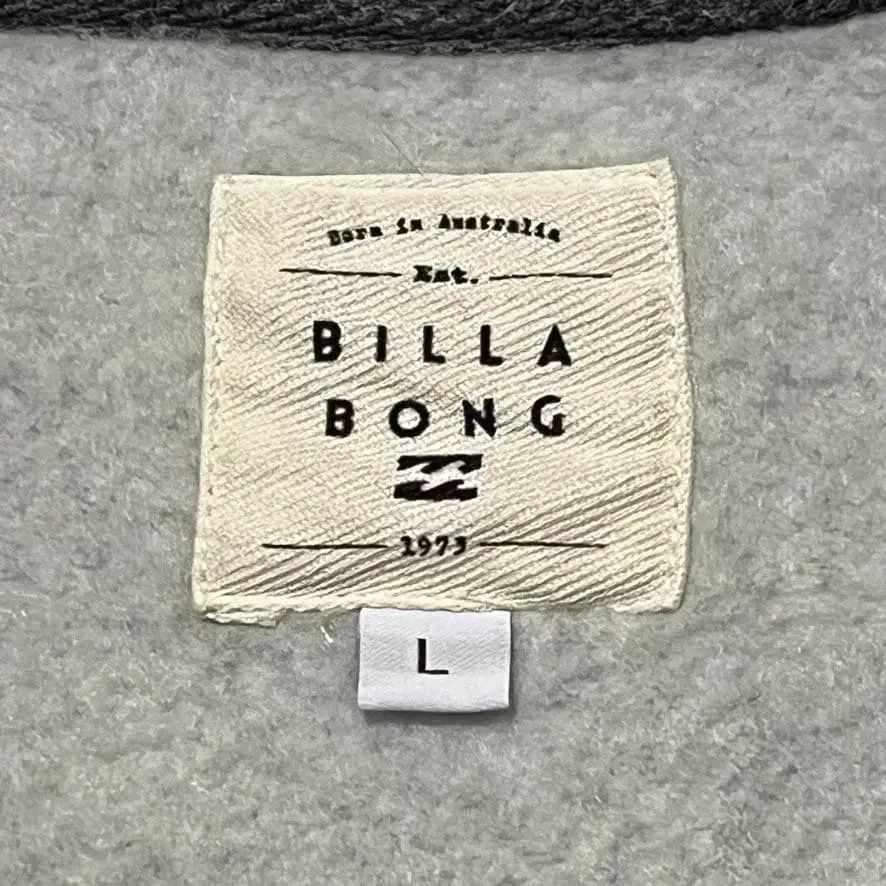 Born in Australia
Est.
BILLA
BONG
1973
L